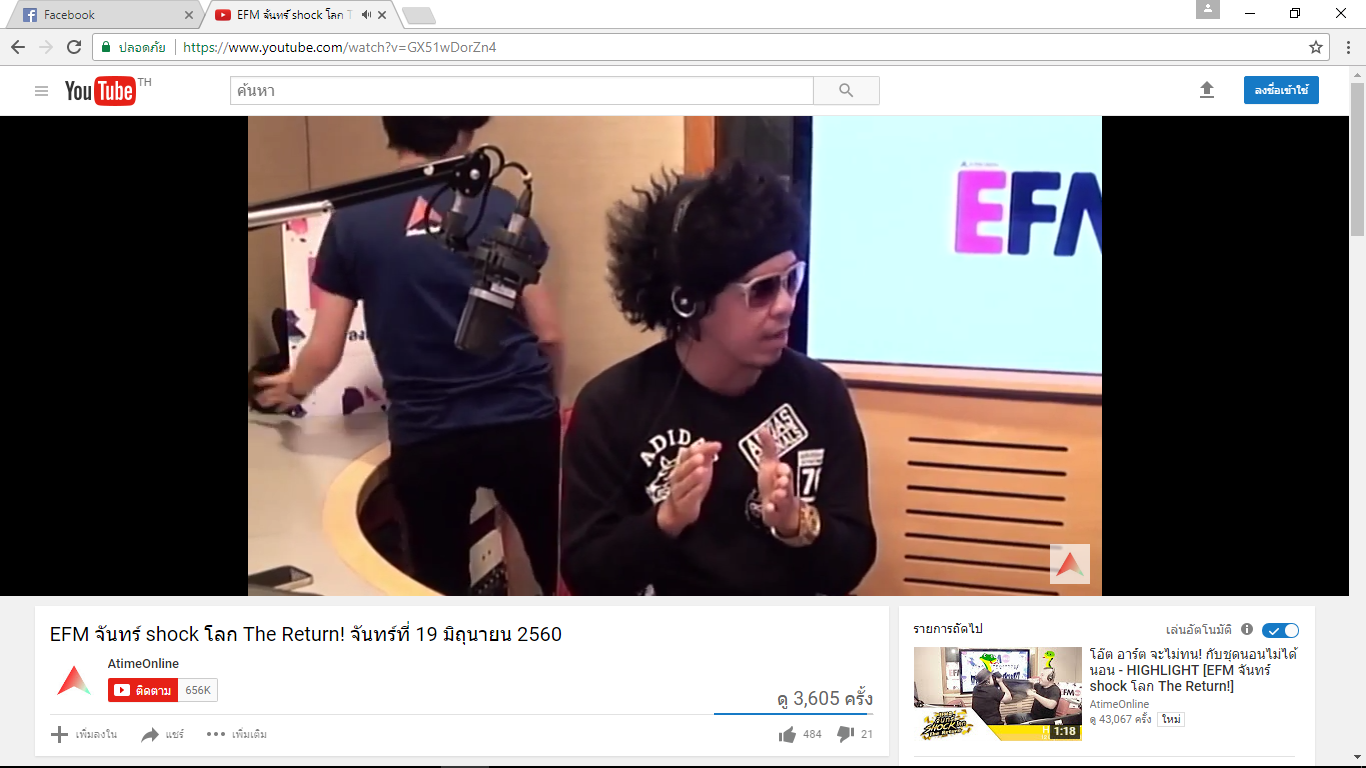 Facebook
EFM จันทร์ shock โลก T
ปลอดภัย
https://www.youtube.com/watch?v=GX51wDorZn4
YouTube TH
ค้นหา
ลงชื่อเข้าใช้
EFM
ADIDAS
EFM จันทร์ shock โลก The Return! จันทร์ที่ 19 มิถุนายน 2560
AtimeOnline
ติดตาม 656K
ดู 3,605 ครั้ง
เพิ่มลงใน
แชร์
เพิ่มเติม
484
21
รายการถัดไป
เล่นอัตโนมัติ
โอ๊ต อาร์ต จะไม่ทน! กับชุดนอนไม่ได้
นอน - HIGHLIGHT [EFM จันทร์
shock โลก The Return!]
AtimeOnline
ดู 43,067 ครั้ง ใหม่
1:18